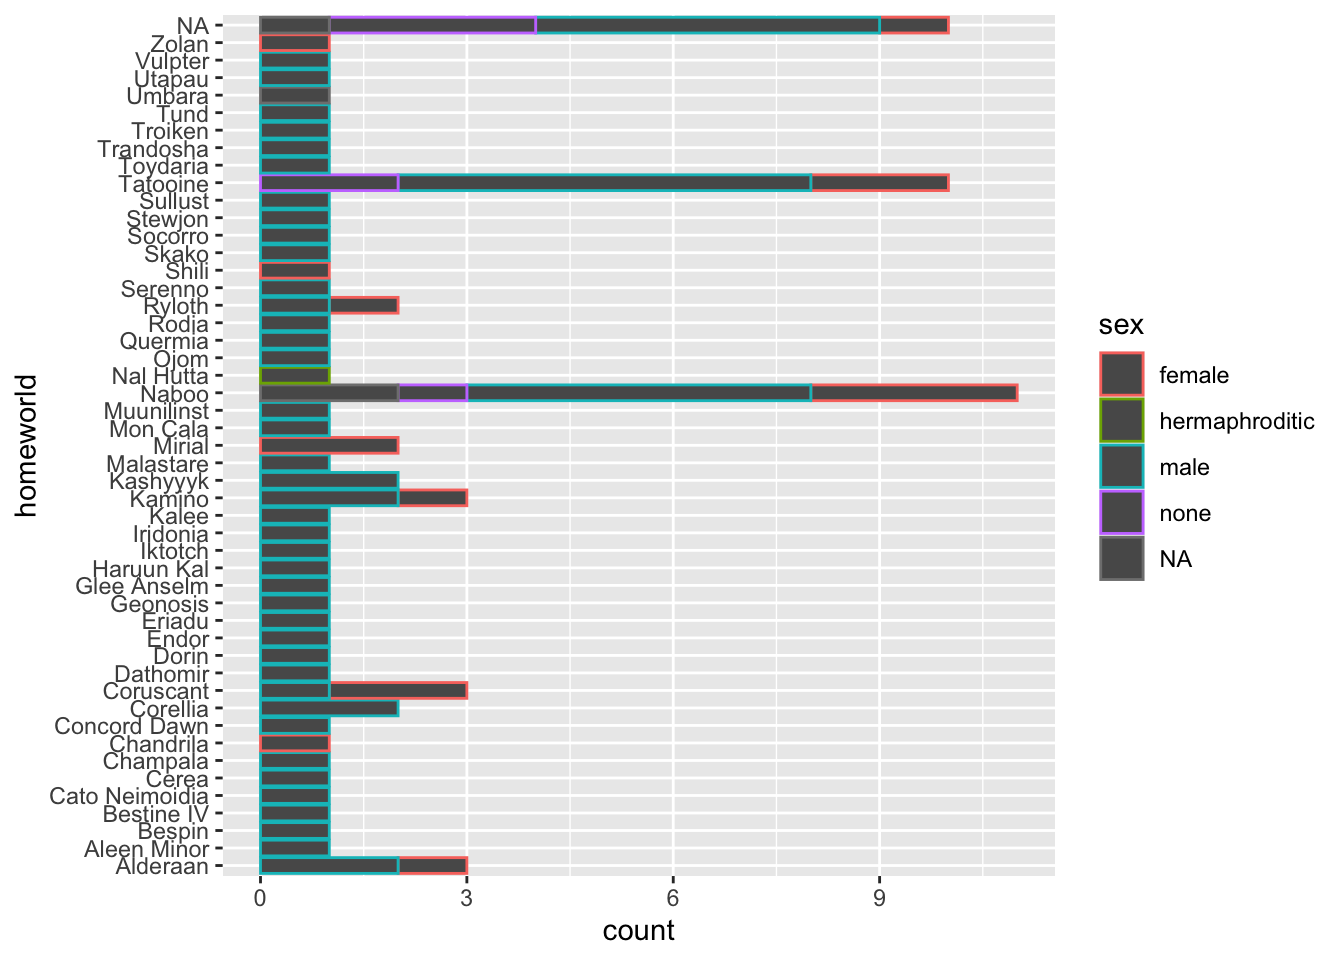 NA
Zolan
Vulpter
Utapau
Umbara
Tund
Troiken
Trandosha
Toydaria
Tatooine
Sullust
Stewjon
Socorro
Skako
Shili
Serenno
Ryloth
Rodia
Quermia
Ojom
Nal Hutta
Naboo
Muunilinst
Mon Cala
Mirial
Malastare
Kashyyyk
Kamino
Kalee
Iridonia
Iktotch
Haruun Kal
Glee Anselm
Geonosis
Eriadu
Endor
Dorin
Dathomir
Coruscant
Corellia
Concord Dawn
Chandrila
Champala
Cerea
Cato Neimoidia
Bestine IV
Bespin
Aleen Minor
Alderaan
homeworld
0 3 6 9
count
sex
female
hermaphroditic
male
none
NA